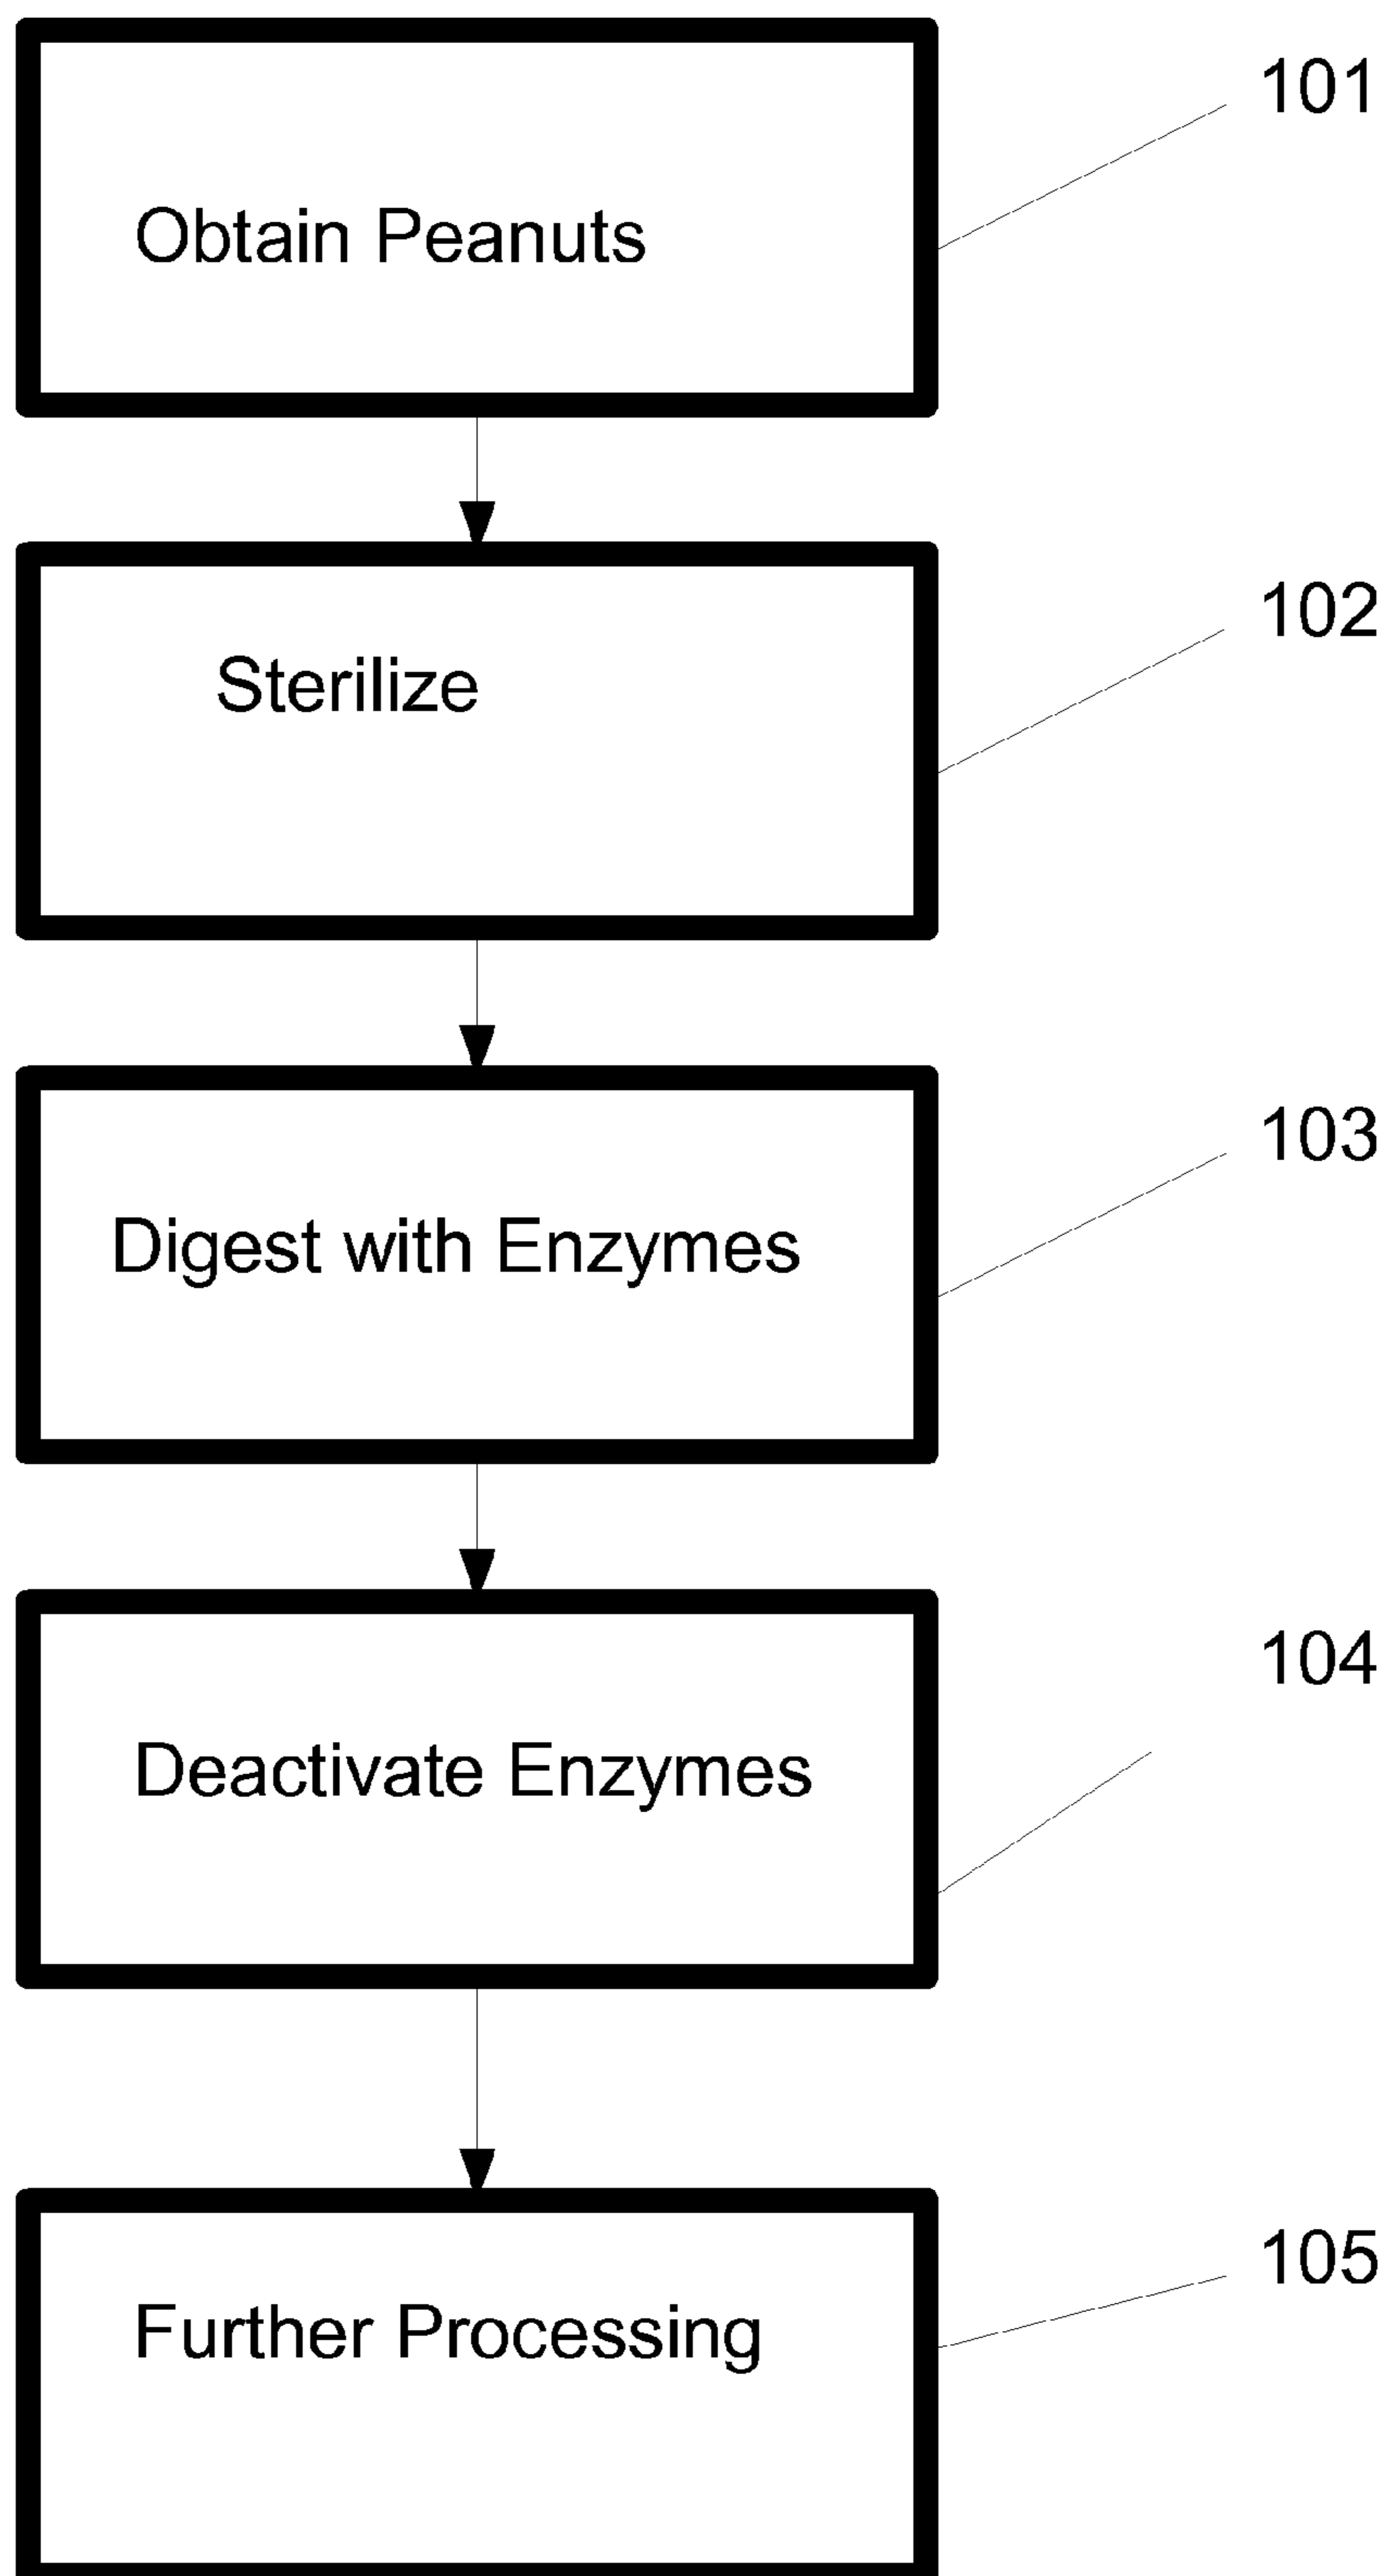 101
Obtain Peanuts
102
Sterilize
103
Digest with Enzymes
104
Deactivate Enzymes
105
Further Processing